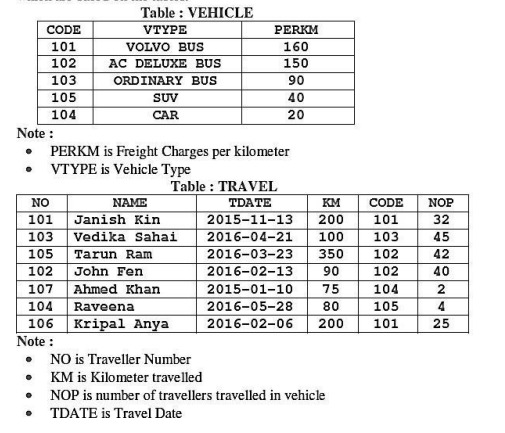 Table : VEHICLE
CODE VTYPE PERKM
101 VOLVO BUS 160
102 AC DELUXE BUS 150
103 ORDINARY BUS 90
105 SUV 40
104 CAR 20
Note :
• PERKM is Freight Charges per kilometer
• VTYPE is Vehicle Type
Table : TRAVEL
NO NAME TDATE KM CODE NOP
101 Janish Kin 2015-11-13 200 101 32
103 Vedika Sahai 2016-04-21 100 103 45
105 Tarun Ram 2016-03-23 350 102 42
102 John Fen 2016-02-13 90 102 40
107 Ahmed Khan 2015-01-10 75 104 2
104 Raveena 2016-05-28 80 105 4
106 Kripal Anya 2016-02-06 200 101 25
Note :
• NO is Traveller Number
• KM is Kilometer travelled
• NOP is number of travellers travelled in vehicle
• TDATE is Travel Date